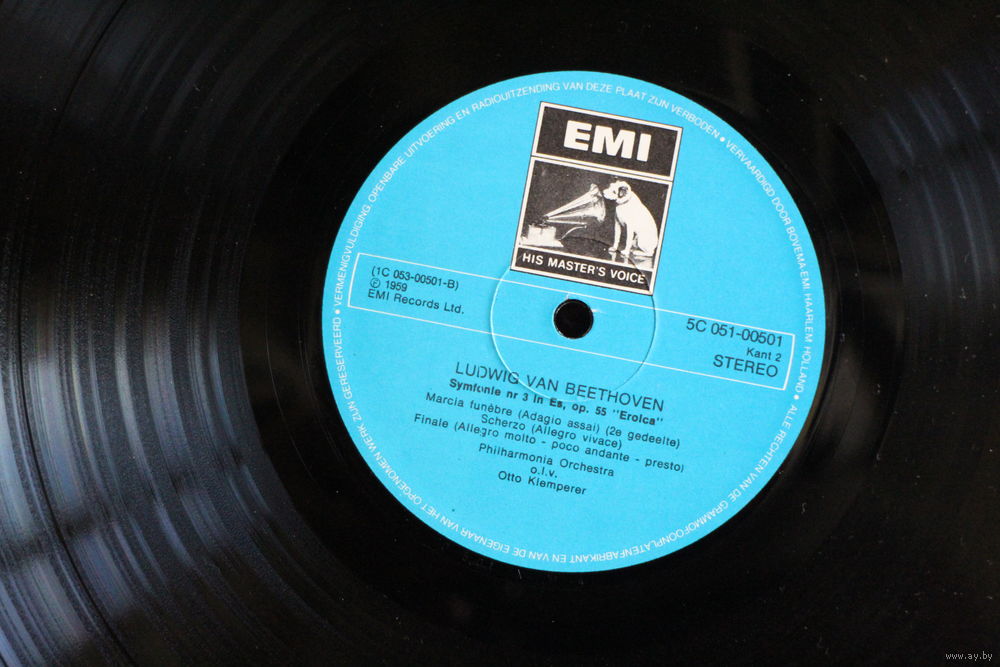 EMI
HIS MASTER'S VOICE
(1C 053-00501-B)
Ⓟ 1959
EMI Records Ltd.
5C 051-00501
Kant 2
STEREO
LUDWIG VAN BEETHOVEN
Symfonie nr 3 in Es, op. 55 "Eroica"
Marcia funèbre (Adagio assai) (2e gedeelte)
Scherzo (Allegro vivace)
Finale (Allegro molto - poco andante - presto)
Philharmonia Orchestra
o.l.v.
Otto Klemperer
ALLE RECHTEN VAN DE GRAMMOFOONPLATENFABRIKANT EN VAN DE EIGENAAR VAN HET OPGENOMEN WERK ZIJN GERESERVEERD • VERMENIGVULDIGING, OPENBARE UITVOERING EN RADIOUITZENDING VAN DEZE PLAAT ZIJN VERBODEN • VERVAARDIGD DOOR BOVEMA-EMI HAARLEM HOLLAND •
www.ay.by